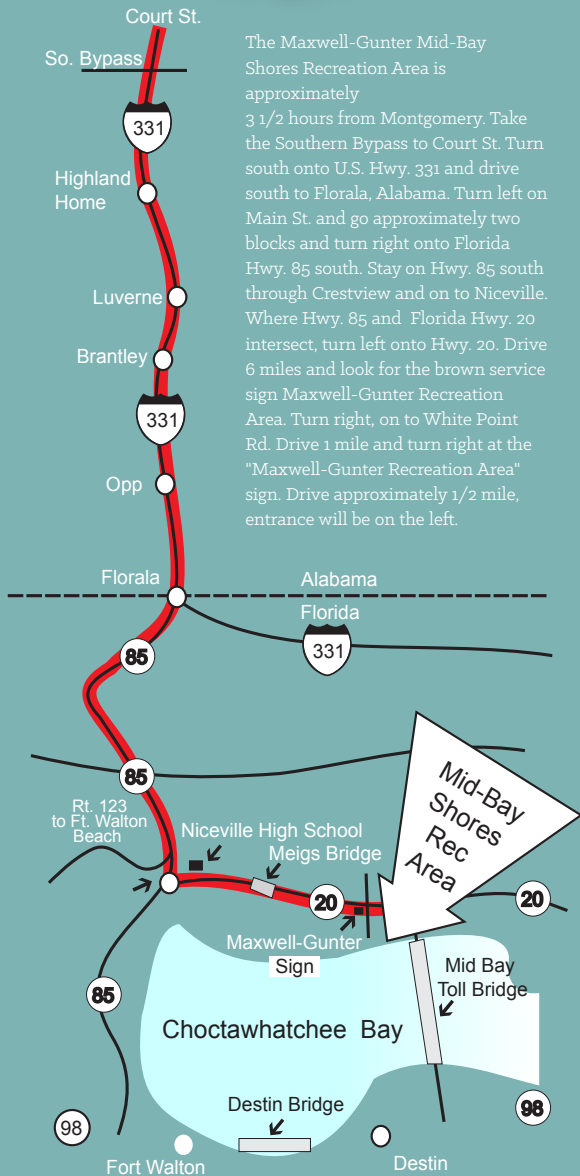 Court St.
So. Bypass
The Maxwell-Gunter Mid-Bay
Shores Recreation Area is
approximately
3 1/2 hours from Montgomery. Take
the Southern Bypass to Court St. Turn
south onto U.S. Hwy. 331 and drive
south to Florala, Alabama. Turn left on
Main St. and go approximately two
blocks and turn right onto Florida
Hwy. 85 south. Stay on Hwy. 85 south
through Crestview and on to Niceville.
Where Hwy. 85 and Florida Hwy. 20
intersect, turn left onto Hwy. 20. Drive
6 miles and look for the brown service
sign Maxwell-Gunter Recreation
Area. Turn right, on to White Point
Rd. Drive 1 mile and turn right at the
"Maxwell-Gunter Recreation Area"
sign. Drive approximately 1/2 mile,
entrance will be on the left.
331
Highland
Home
Luverne
Brantley
331
Opp
Florala
Alabama
Florida
331
85
85
Mid-Bay
Shores
Rec
Area
Rt. 123
to Ft. Walton
Beach
Niceville High School
Meigs Bridge
20
20
Maxwell-Gunter
Sign
Mid Bay
Toll Bridge
85
Choctawhatchee Bay
Destin Bridge
98
98
Fort Walton
Destin